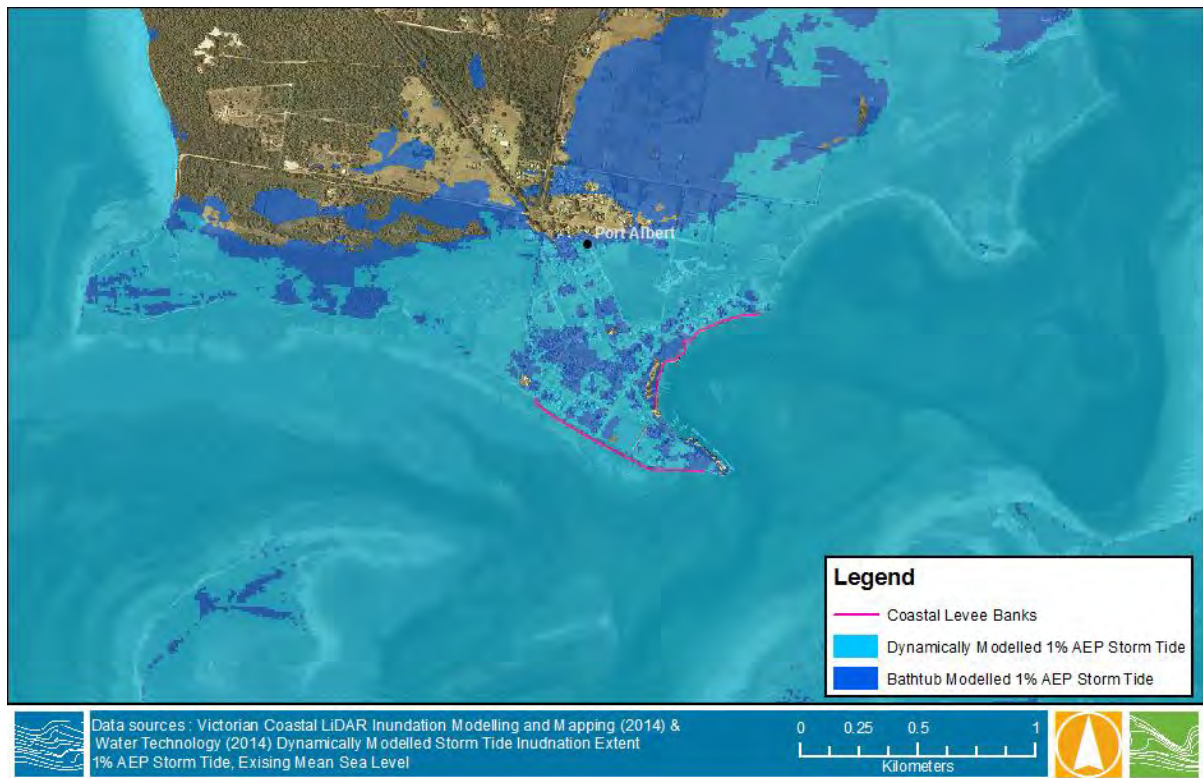 Port Albert
Legend
Coastal Levee Banks
Dynamically Modelled 1% AEP Storm Tide
Bathtub Modelled 1% AEP Storm Tide
Data sources : Victorian Coastal LiDAR Inundation Modelling and Mapping (2014) &
Water Technology (2014) Dynamically Modelled Storm Tide Inudnation Extent
1% AEP Storm Tide, Exising Mean Sea Level
0 0.25 0.5 1
Kilometers